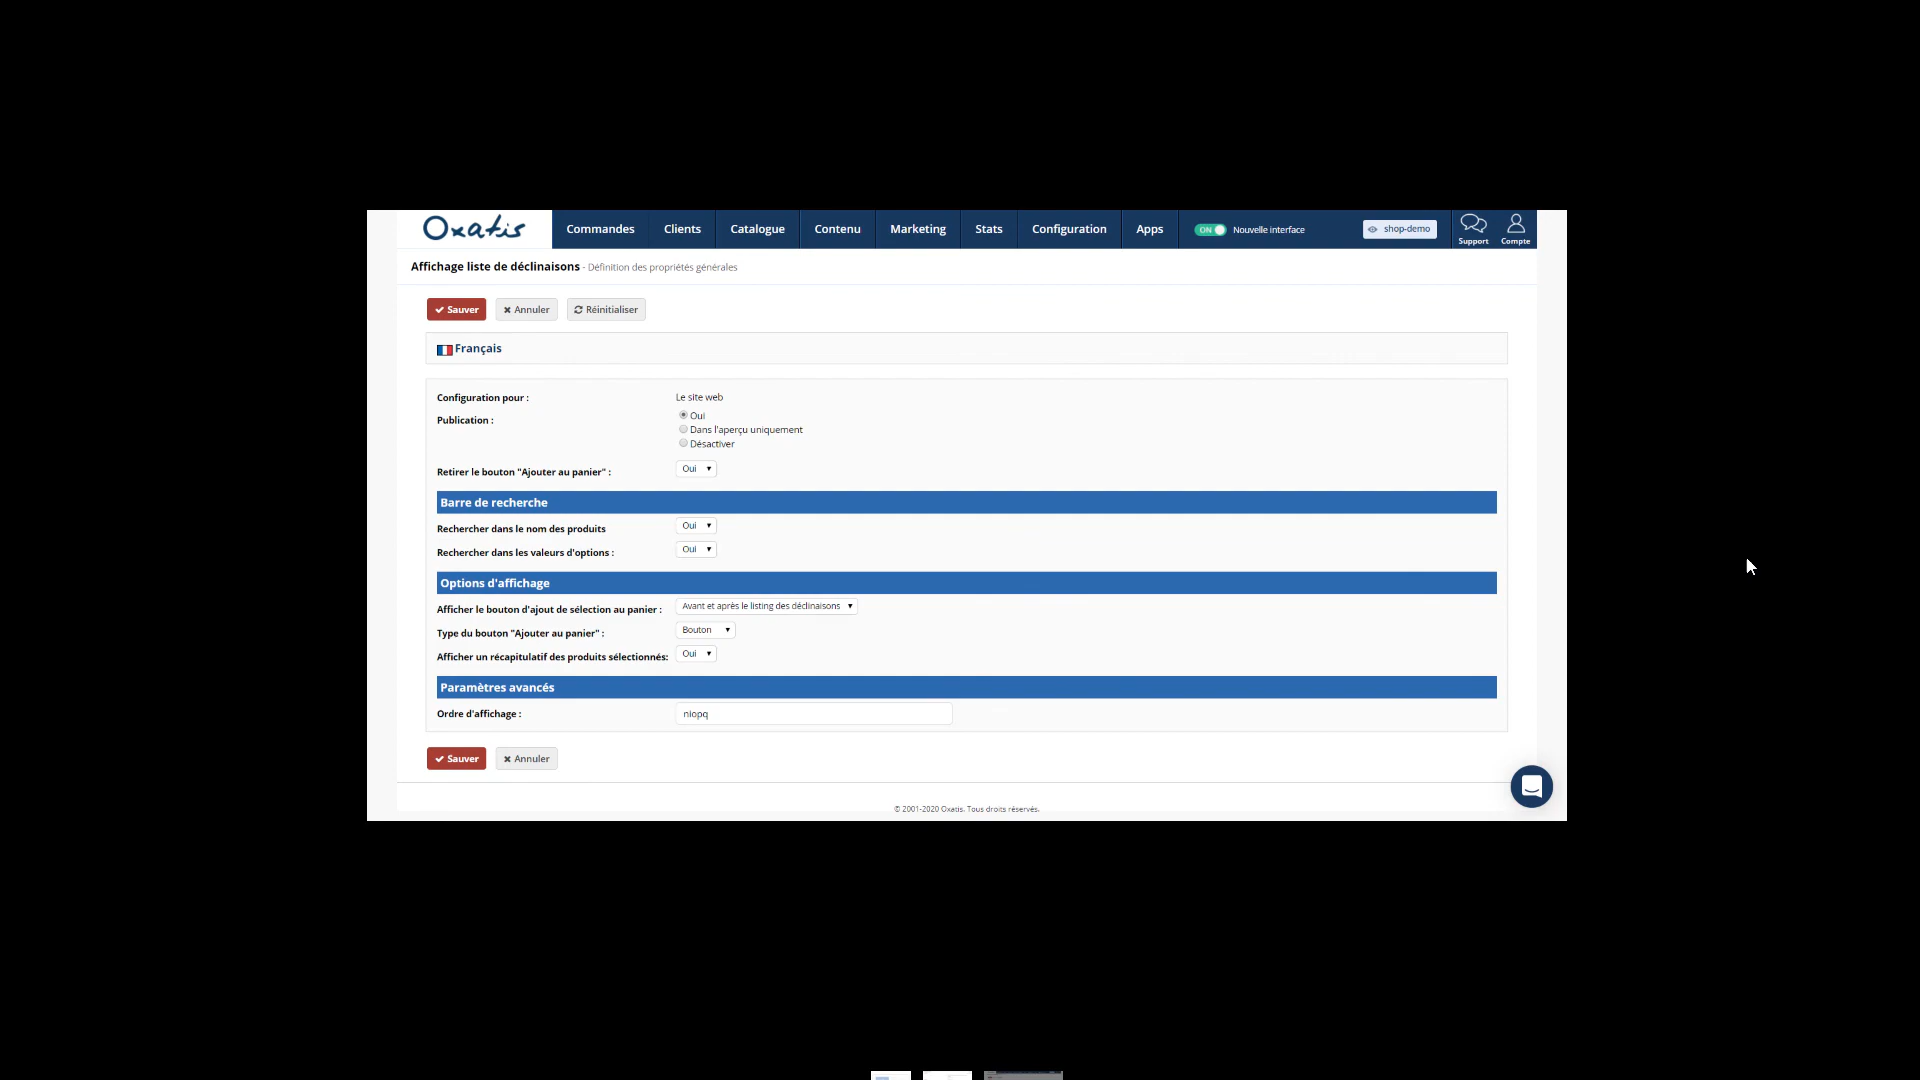 Oxatis Commandes Clients Catalogue Contenu Marketing Stats Configuration Apps ON Nouvelle interface shop-demo Support Compte
Affichage liste de déclinaisons - Définition des propriétés générales
Sauver Annuler Réinitialiser
Français
Configuration pour : Le site web
Publication : Oui
Dans l'aperçu uniquement
Désactiver
Retirer le bouton "Ajouter au panier" : Oui
Barre de recherche
Rechercher dans le nom des produits Oui
Rechercher dans les valeurs d'options : Oui
Options d'affichage
Afficher le bouton d'ajout de sélection au panier : Avant et après le listing des déclinaisons
Type du bouton "Ajouter au panier" : Bouton
Afficher un récapitulatif des produits sélectionnés: Oui
Paramètres avancés
Ordre d'affichage : niopq
Sauver Annuler
© 2001-2020 Oxatis. Tous droits réservés.